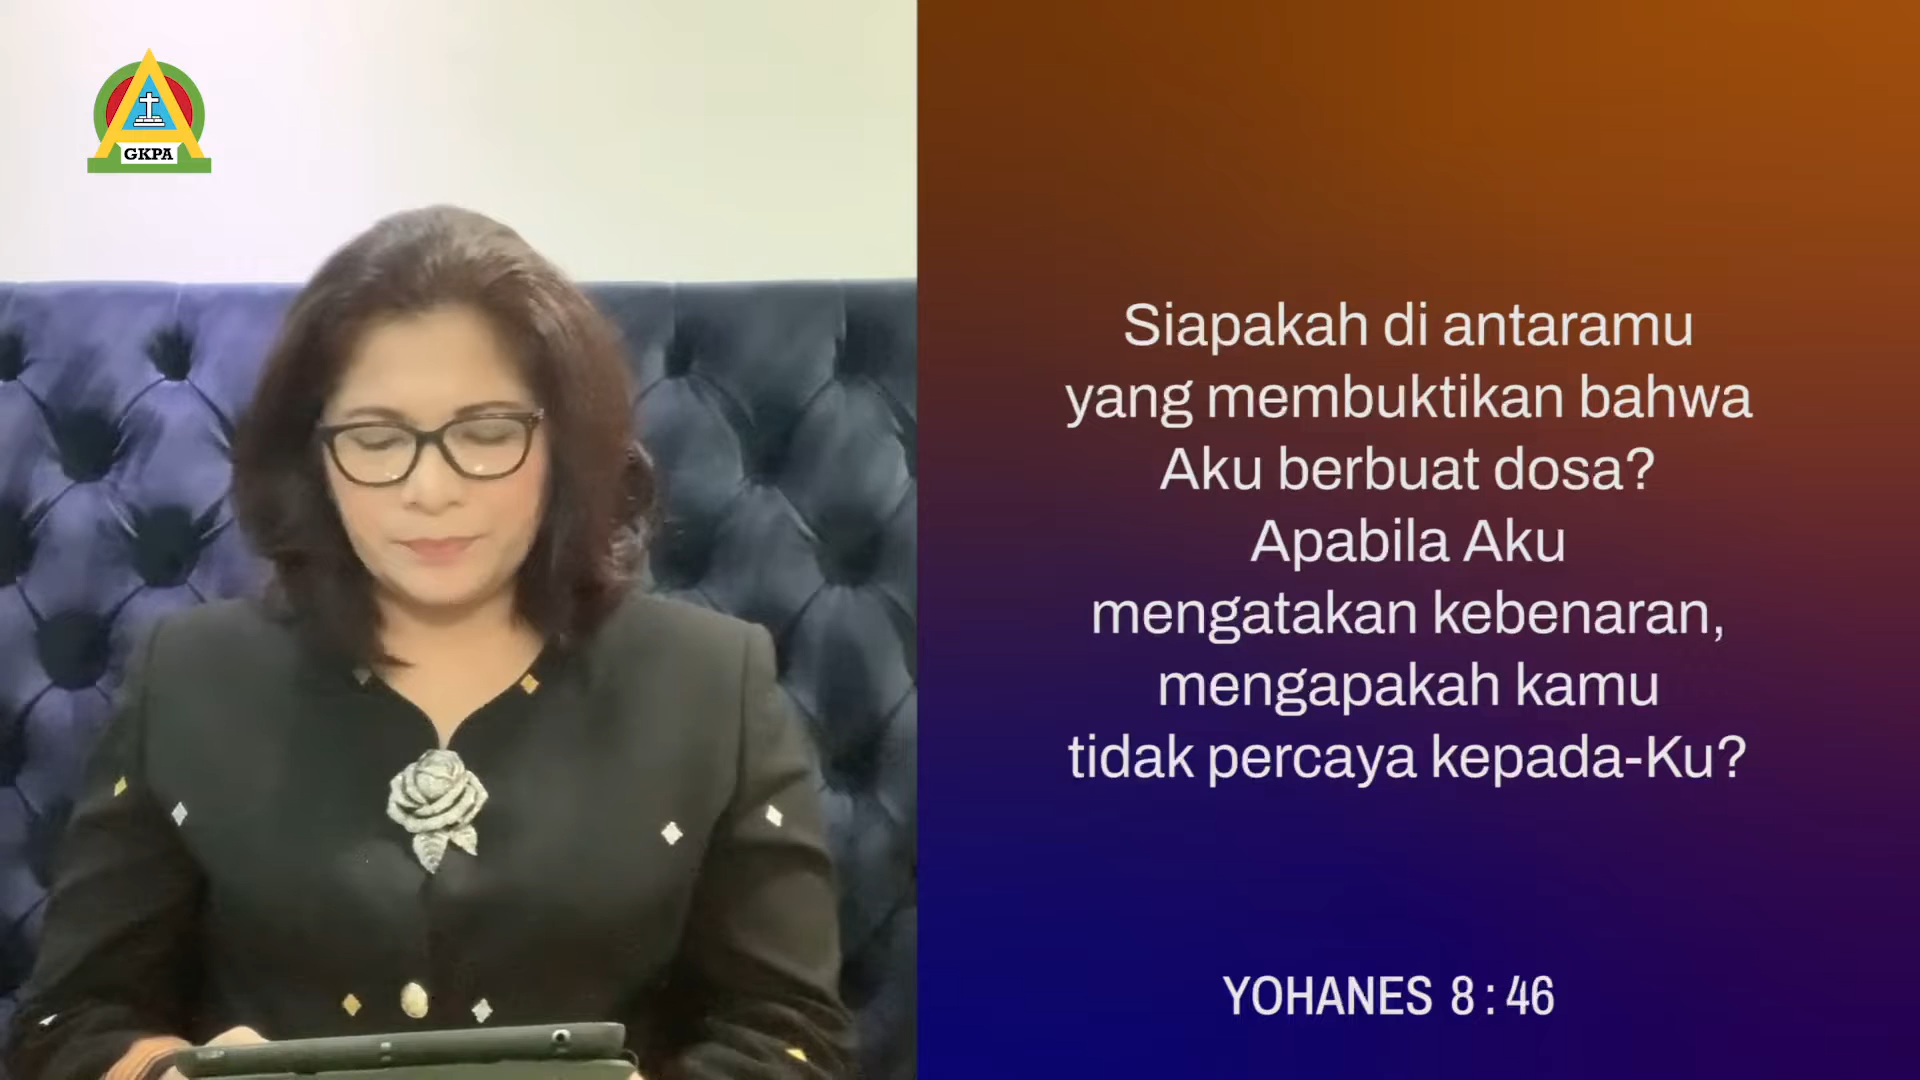 GKPA
Siapakah di antaramu
yang membuktikan bahwa
Aku berbuat dosa?
Apabila Aku
mengatakan kebenaran,
mengapakah kamu
tidak percaya kepada-Ku?
YOHANES 8 : 46